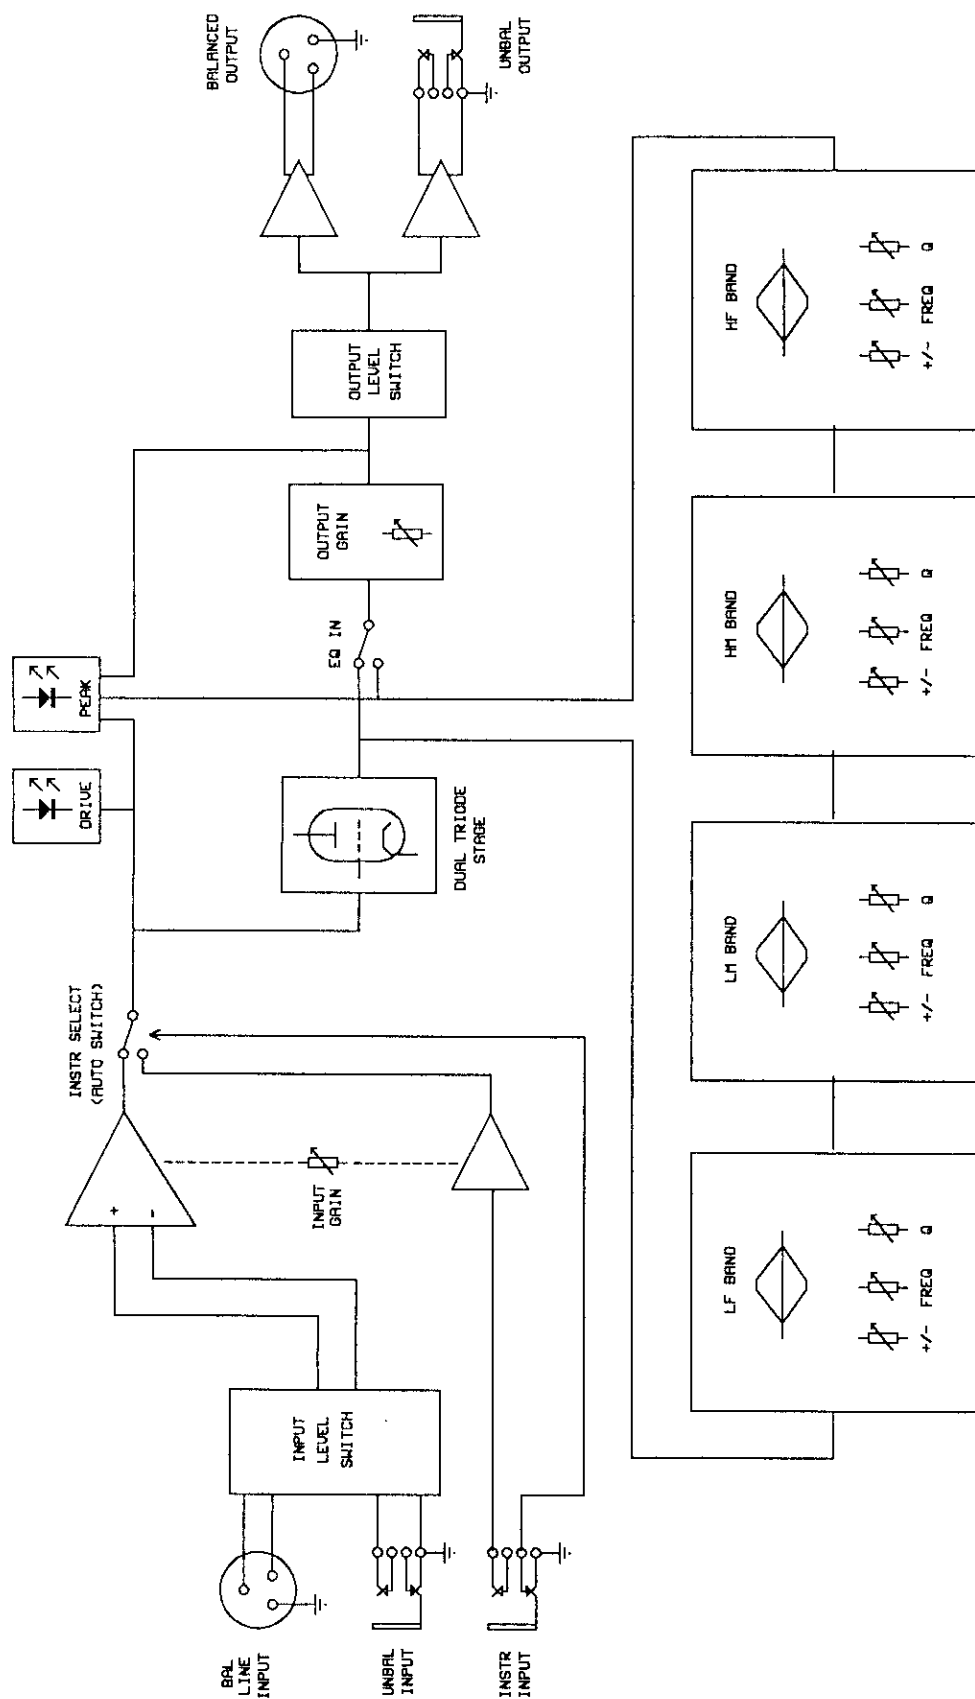 BAL
LINE
INPUT
UNBAL
INPUT
INSTR
INPUT
INPUT
LEVEL
SWITCH
+
-
INPUT
GAIN
INSTR SELECT
(AUTO SWITCH)
DRIVE
PEAK
DUAL TRIODE
STAGE
EQ IN
OUTPUT
GAIN
OUTPUT
LEVEL
SWITCH
BALANCED
OUTPUT
UNBAL
OUTPUT
LF BAND
+/- FREQ Q
LM BAND
+/- FREQ Q
HM BAND
+/- FREQ Q
HF BAND
+/- FREQ Q